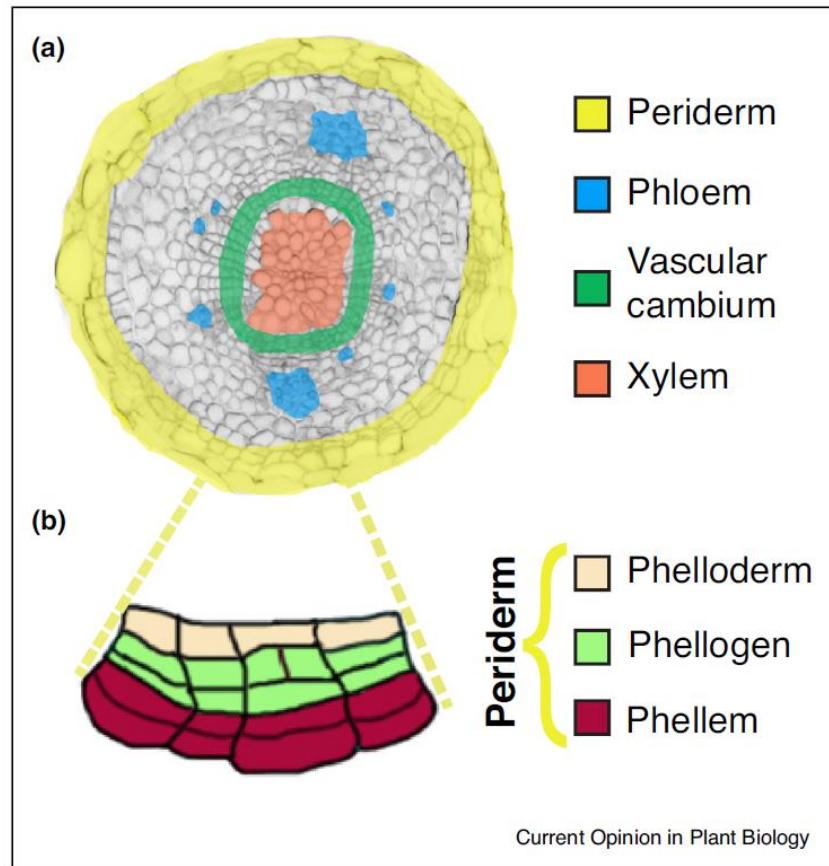 (a)
Periderm
Phloem
Vascular
cambium
Xylem
(b)
Periderm
Phelloderm
Phellogen
Phellem
Current Opinion in Plant Biology